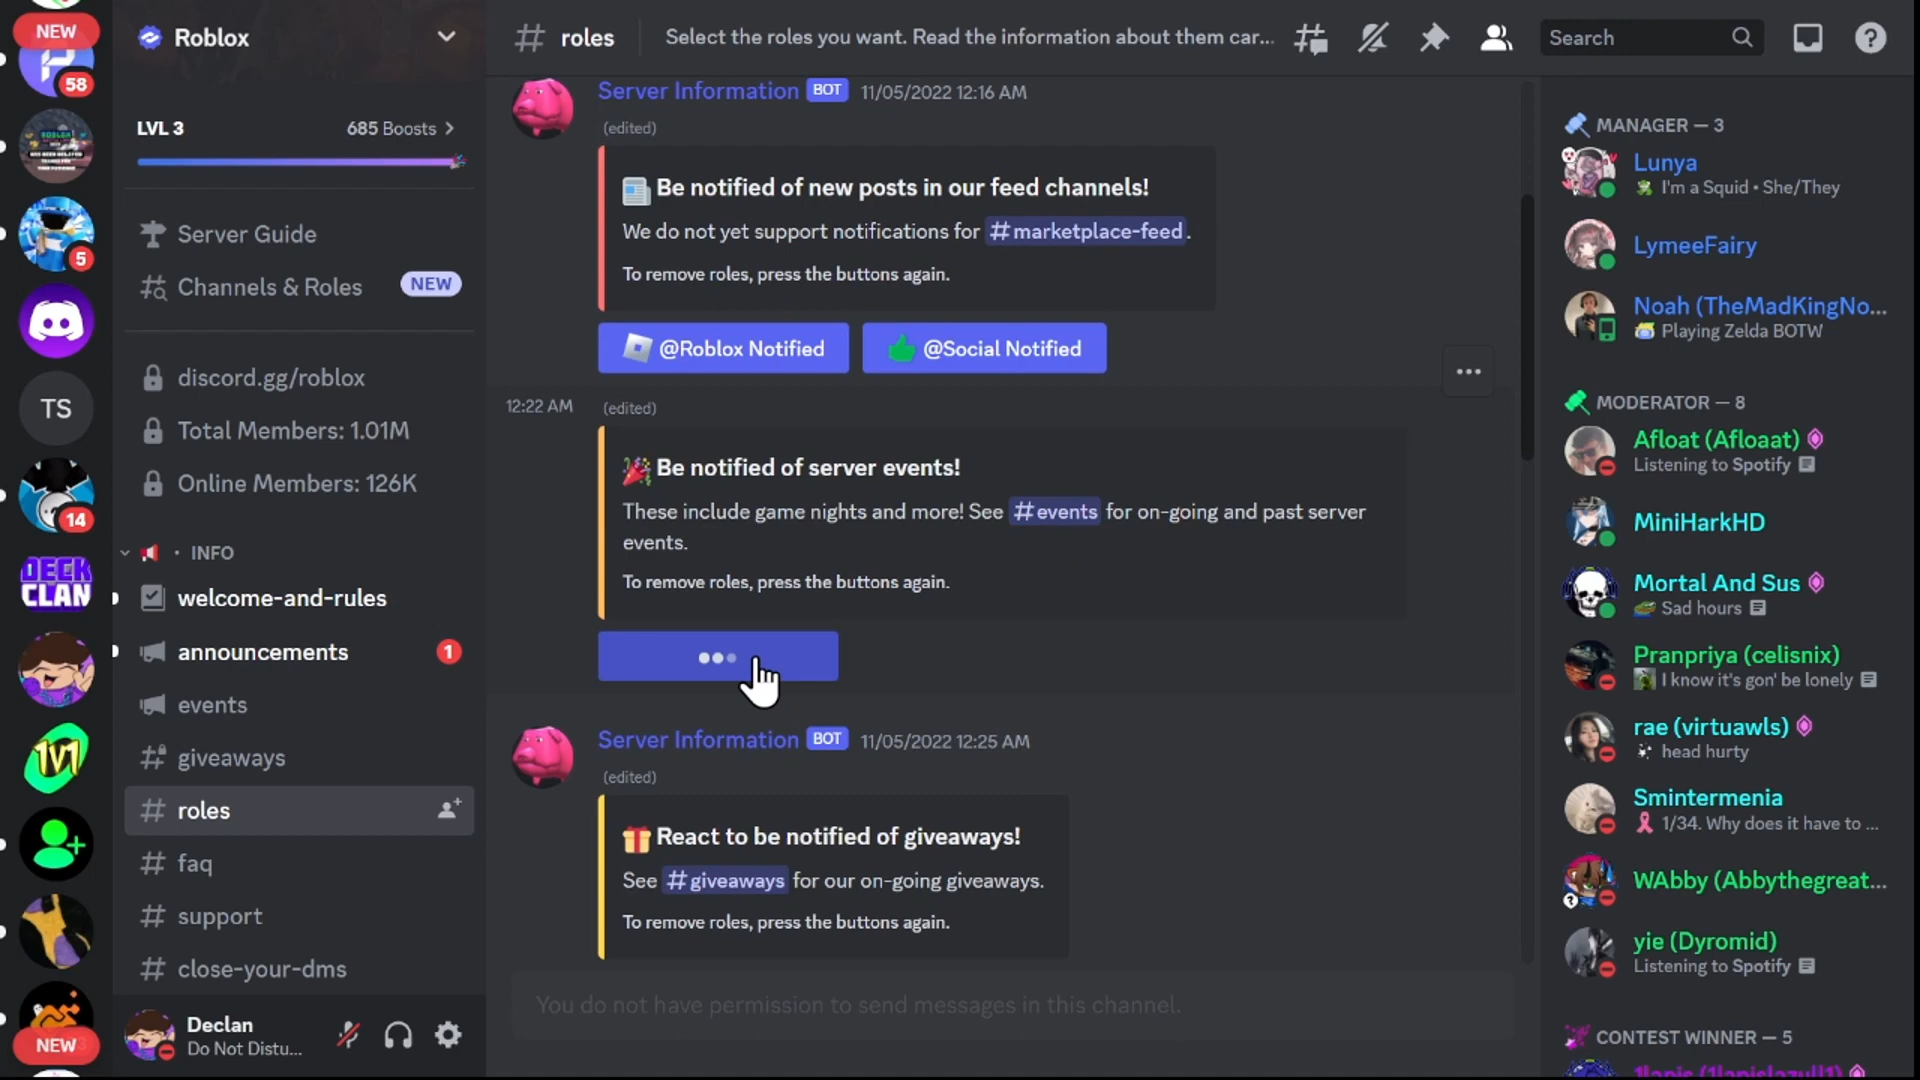 NEW
58
5
TS
14
DECK
CLAN
1V1
NEW
Roblox
LVL 3
685 Boosts
Server Guide
Channels & Roles
NEW
discord.gg/roblox
Total Members: 1.01M
Online Members: 126K
• INFO
welcome-and-rules
announcements
1
events
giveaways
roles
faq
support
close-your-dms
Declan
Do Not Distu...
roles
Select the roles you want. Read the information about them car...
Search
Server Information BOT 11/05/2022 12:16 AM
(edited)
Be notified of new posts in our feed channels!
We do not yet support notifications for #marketplace-feed.
To remove roles, press the buttons again.
@Roblox Notified
@Social Notified
12:22 AM (edited)
Be notified of server events!
These include game nights and more! See #events for on-going and past server
events.
To remove roles, press the buttons again.
Server Information BOT 11/05/2022 12:25 AM
(edited)
React to be notified of giveaways!
See #giveaways for our on-going giveaways.
To remove roles, press the buttons again.
You do not have permission to send messages in this channel.
MANAGER — 3
Lunya
I'm a Squid • She/They
LymeeFairy
Noah (TheMadKingNo...
Playing Zelda BOTW
MODERATOR — 8
Afloat (Afloaat)
Listening to Spotify
MiniHarkHD
Mortal And Sus
Sad hours
Pranpriya (celisnix)
I know it's gon' be lonely
rae (virtuawls)
head hurty
Smintermenia
1/34. Why does it have to ...
WAbby (Abbythegreat...
yie (Dyromid)
Listening to Spotify
CONTEST WINNER — 5